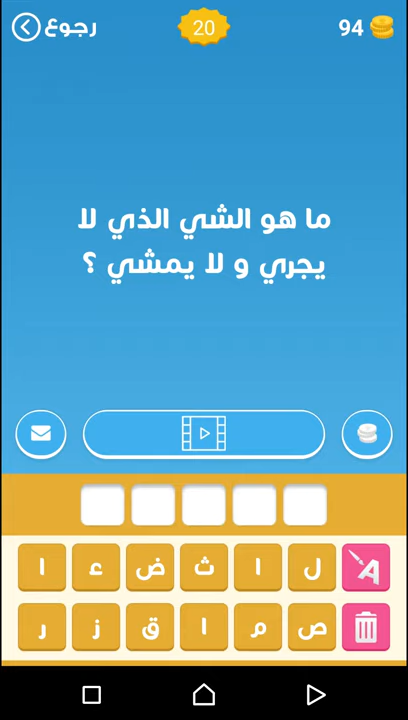 رجوع
20
94
ما هو الشي الذي لا
يجري و لا يمشي ؟
ا ء ض ث ا ل A
ر ز ق ا م ص